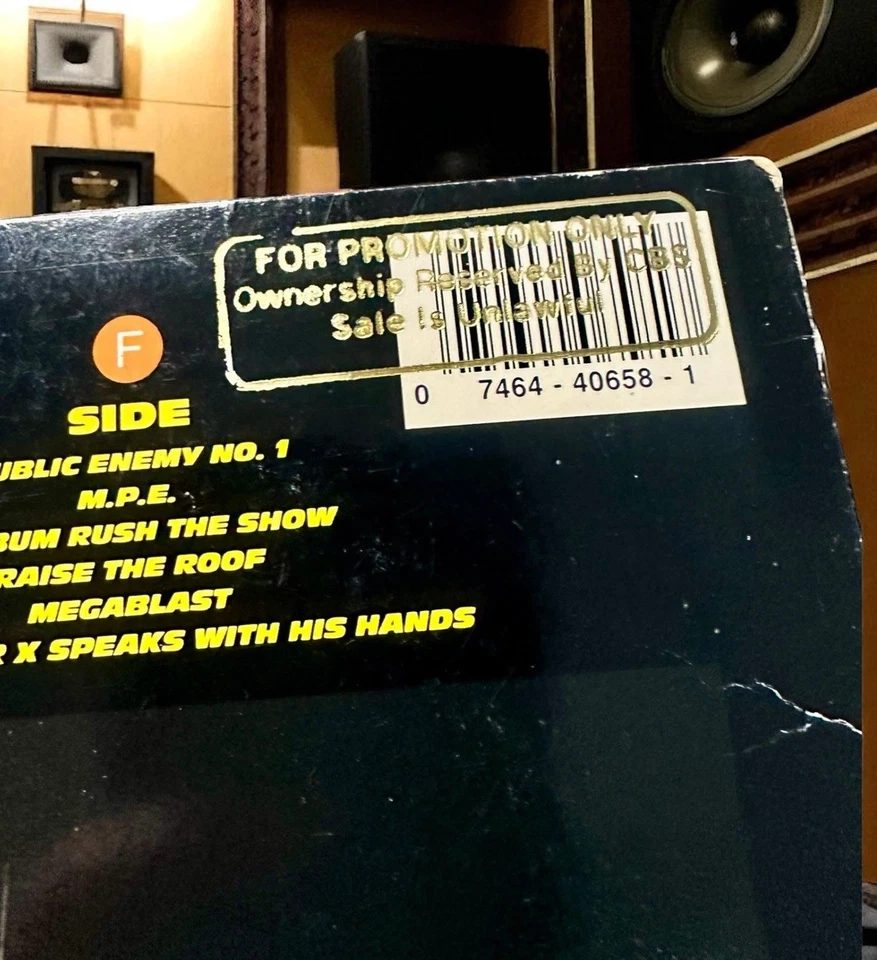 FOR PROMOTION ONLY
Ownership Reserved By CBS
Sale Is Unlawful
0 7464 - 40658 - 1
F
SIDE
UBLIC ENEMY NO. 1
M.P.E.
BUM RUSH THE SHOW
RAISE THE ROOF
MEGABLAST
R X SPEAKS WITH HIS HANDS